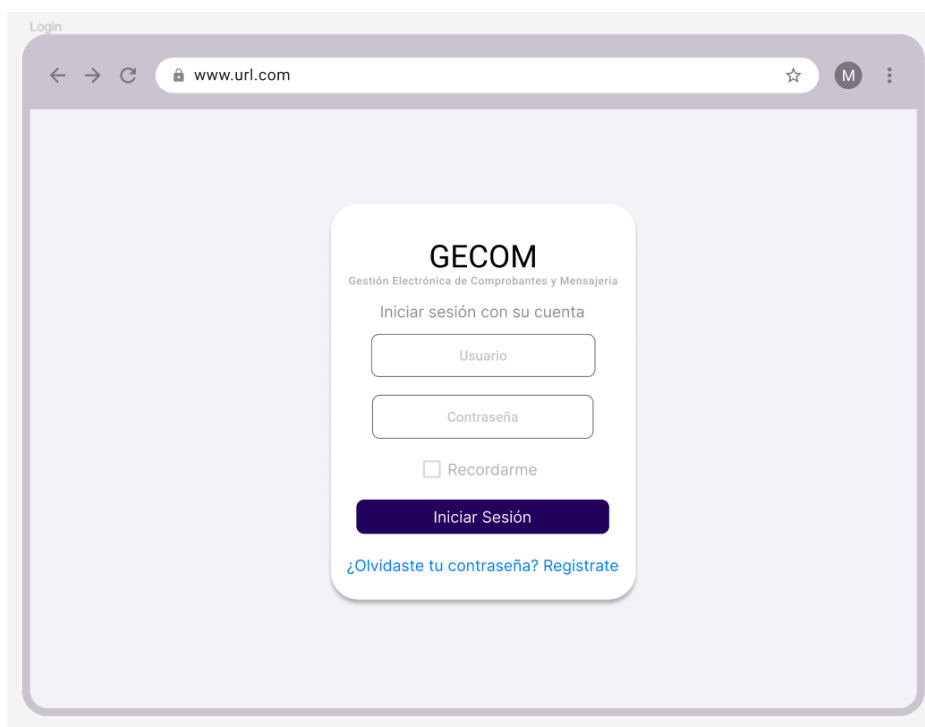 Login
www.url.com
M
GECOM
Gestión Electrónica de Comprobantes y Mensajeria
Iniciar sesión con su cuenta
Usuario
Contraseña
Recordarme
Iniciar Sesión
¿Olvidaste tu contraseña? Registrate